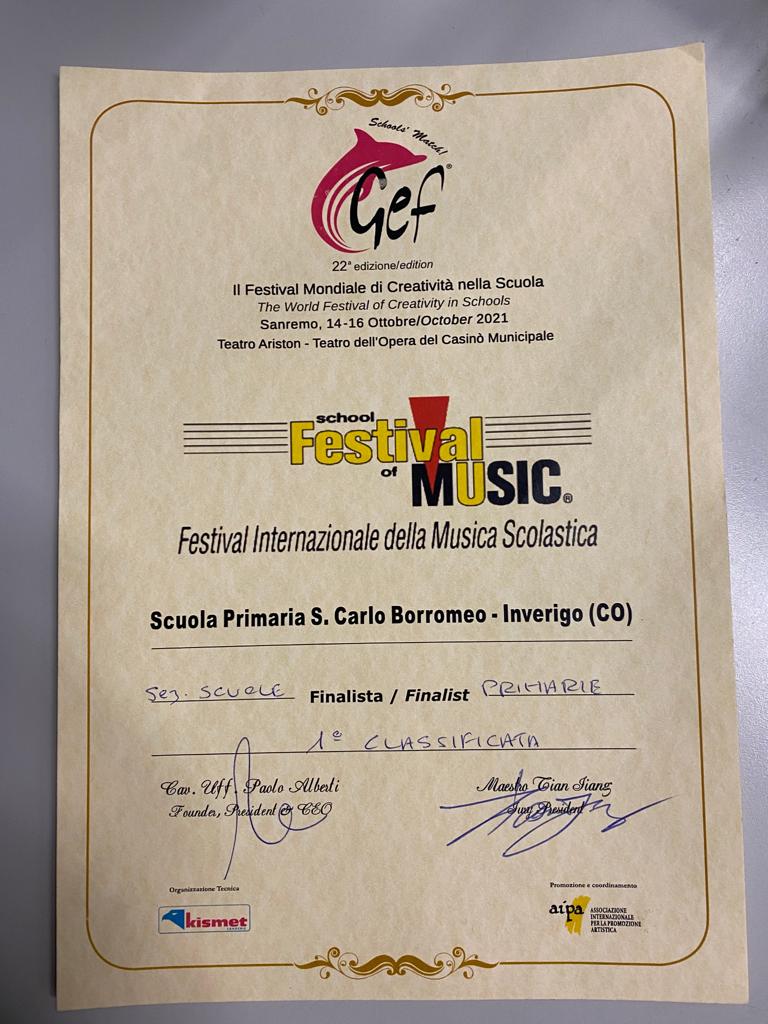 Schools' Match!
Gef®
22ª edizione/edition
Il Festival Mondiale di Creatività nella Scuola
The World Festival of Creativity in Schools
Sanremo, 14-16 Ottobre/October 2021
Teatro Ariston - Teatro dell'Opera del Casinò Municipale
school
Festival
of MUSIC®
Festival Internazionale della Musica Scolastica
Scuola Primaria S. Carlo Borromeo - Inverigo (CO)
Sez. SCUOLE Finalista / Finalist PRIMARIE
1ª CLASSIFICATA
Cav. Uff. Paolo Alberti
Founder, President & CEO
Maestro Tian Jiang
Jury President
Organizzazione Tecnica
kismet
Promozione e coordinamento
aipa ASSOCIAZIONE
INTERNAZIONALE
PER LA PROMOZIONE
ARTISTICA